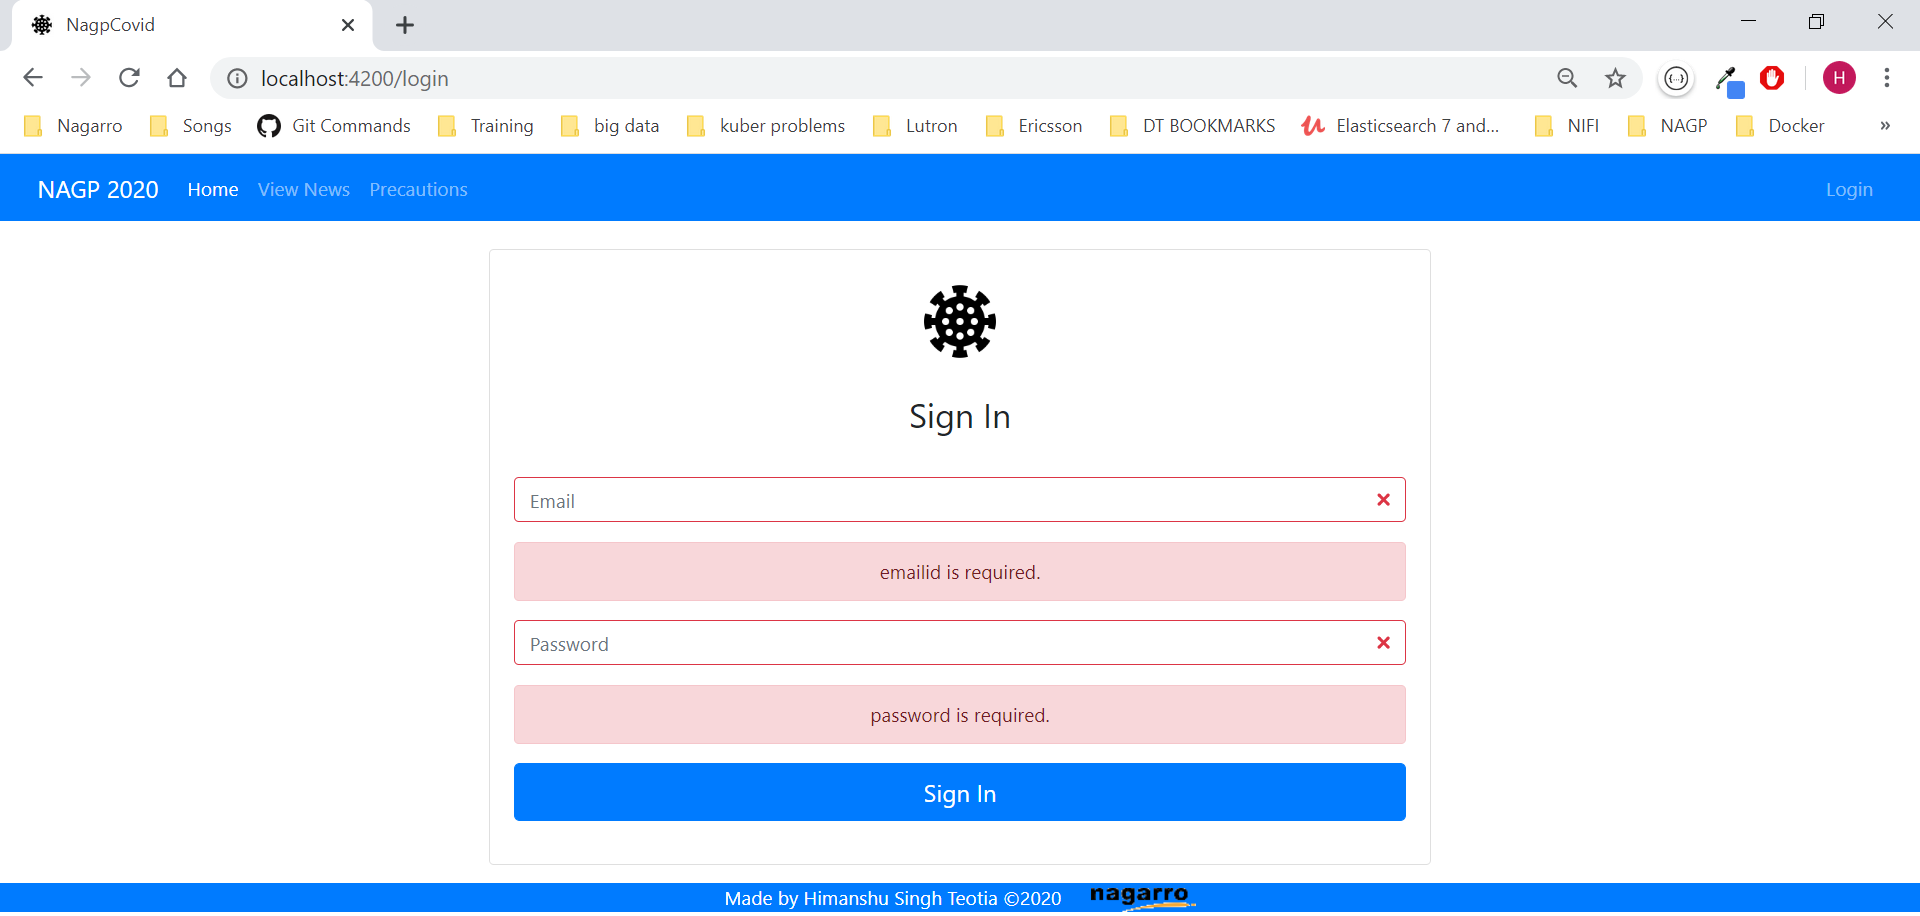 NagpCovid
localhost:4200/login
H
Nagarro Songs Git Commands Training big data kuber problems Lutron Ericsson DT BOOKMARKS Elasticsearch 7 and... NIFI NAGP Docker »
NAGP 2020 Home View News Precautions Login
Sign In
Email
emailid is required.
Password
password is required.
Sign In
Made by Himanshu Singh Teotia ©2020 nagarro